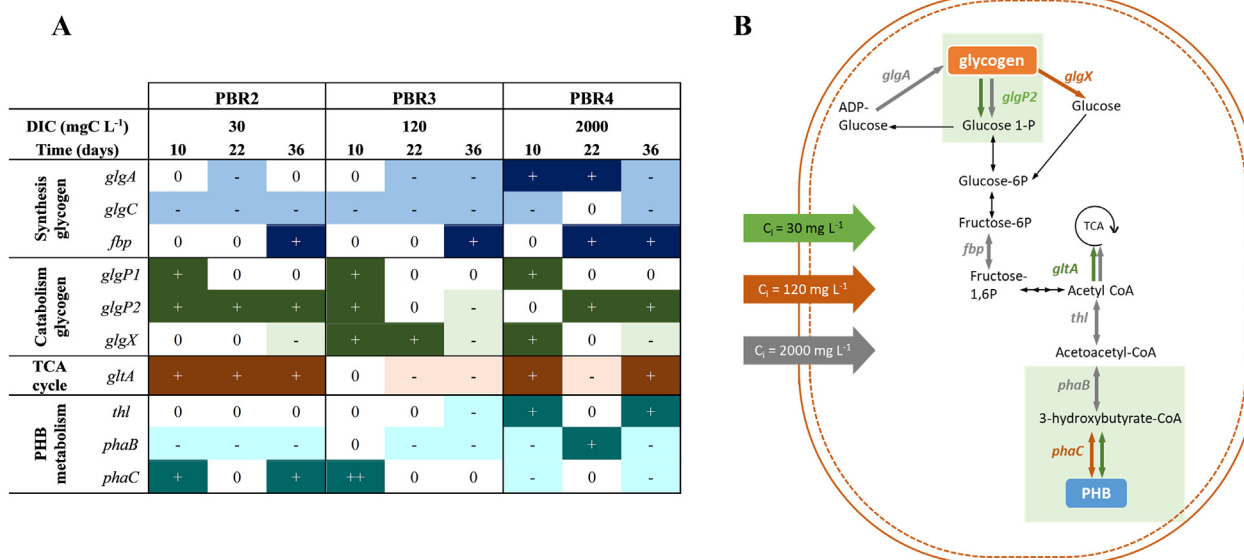 A
PBR2 PBR3 PBR4
DIC (mgC L⁻¹) 30 120 2000
Time (days) 10 22 36 10 22 36 10 22 36
Synthesis glycogen
glgA 0 - 0 0 - - + + -
glgC - - - - - - - 0 -
fbp 0 0 + 0 0 + 0 + +
Catabolism glycogen
glgP1 + 0 0 + 0 0 + 0 0
glgP2 + + + + 0 - 0 + +
glgX 0 0 - + + - + 0 -
TCA cycle
gltA + + + 0 - - + - +
PHB metabolism
thl 0 0 0 0 0 - + 0 +
phaB - - - 0 - - - + -
phaC + 0 + ++ 0 0 - 0 -
B
glycogen
glgA
glgX
glgP2
ADP-
Glucose
Glucose 1-P
Glucose
Glucose-6P
Fructose-6P
fbp
Fructose-
1,6P
TCA
gltA
Acetyl CoA
thl
Acetoacetyl-CoA
phaB
3-hydroxybutyrate-CoA
phaC
PHB
Cᵢ = 30 mg L⁻¹
Cᵢ = 120 mg L⁻¹
Cᵢ = 2000 mg L⁻¹